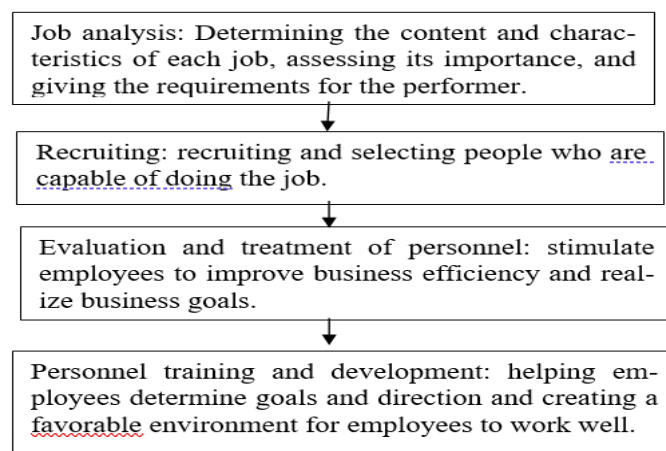 Job analysis: Determining the content and charac-
teristics of each job, assessing its importance, and
giving the requirements for the performer.
Recruiting: recruiting and selecting people who are
capable of doing the job.
Evaluation and treatment of personnel: stimulate
employees to improve business efficiency and real-
ize business goals.
Personnel training and development: helping em-
ployees determine goals and direction and creating a
favorable environment for employees to work well.